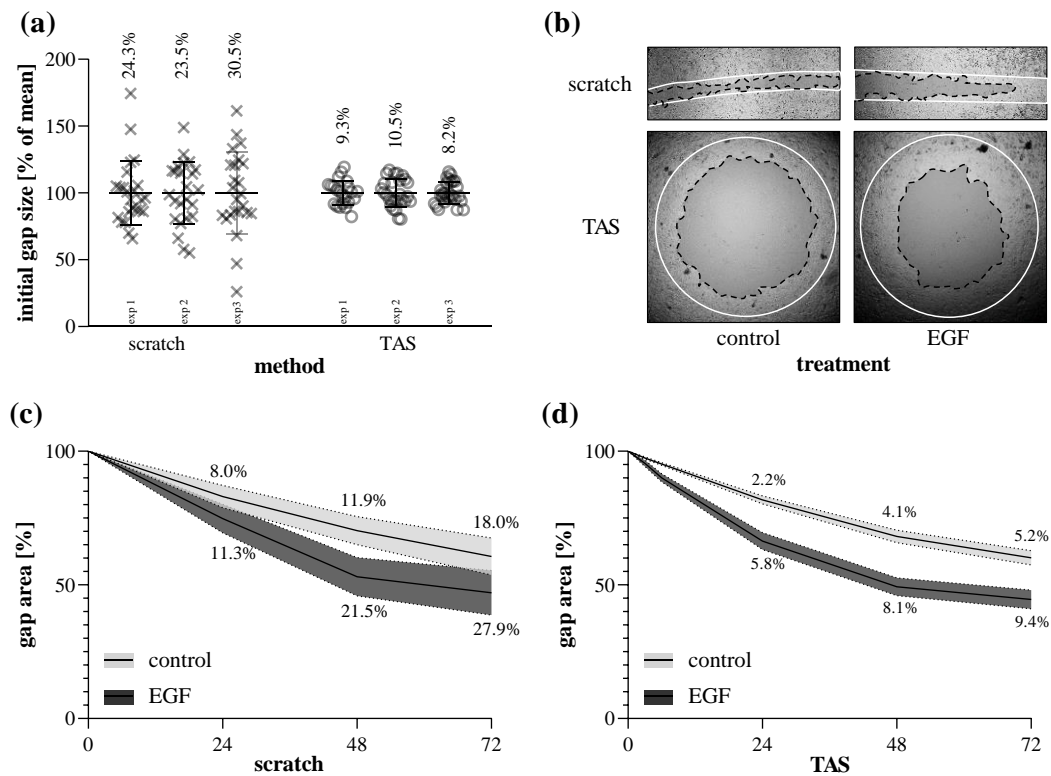 (a)
24.3%
23.5%
30.5%
9.3%
10.5%
8.2%
initial gap size [% of mean]
200
150
100
50
0
exp 1
exp 2
exp3
exp 1
exp 2
exp 3
scratch
TAS
method
(b)
scratch
TAS
control
EGF
treatment
(c)
gap area [%]
100
50
0
8.0%
11.9%
18.0%
11.3%
21.5%
27.9%
control
EGF
0
24
48
72
scratch
(d)
gap area [%]
100
50
0
2.2%
4.1%
5.2%
5.8%
8.1%
9.4%
control
EGF
0
24
48
72
TAS